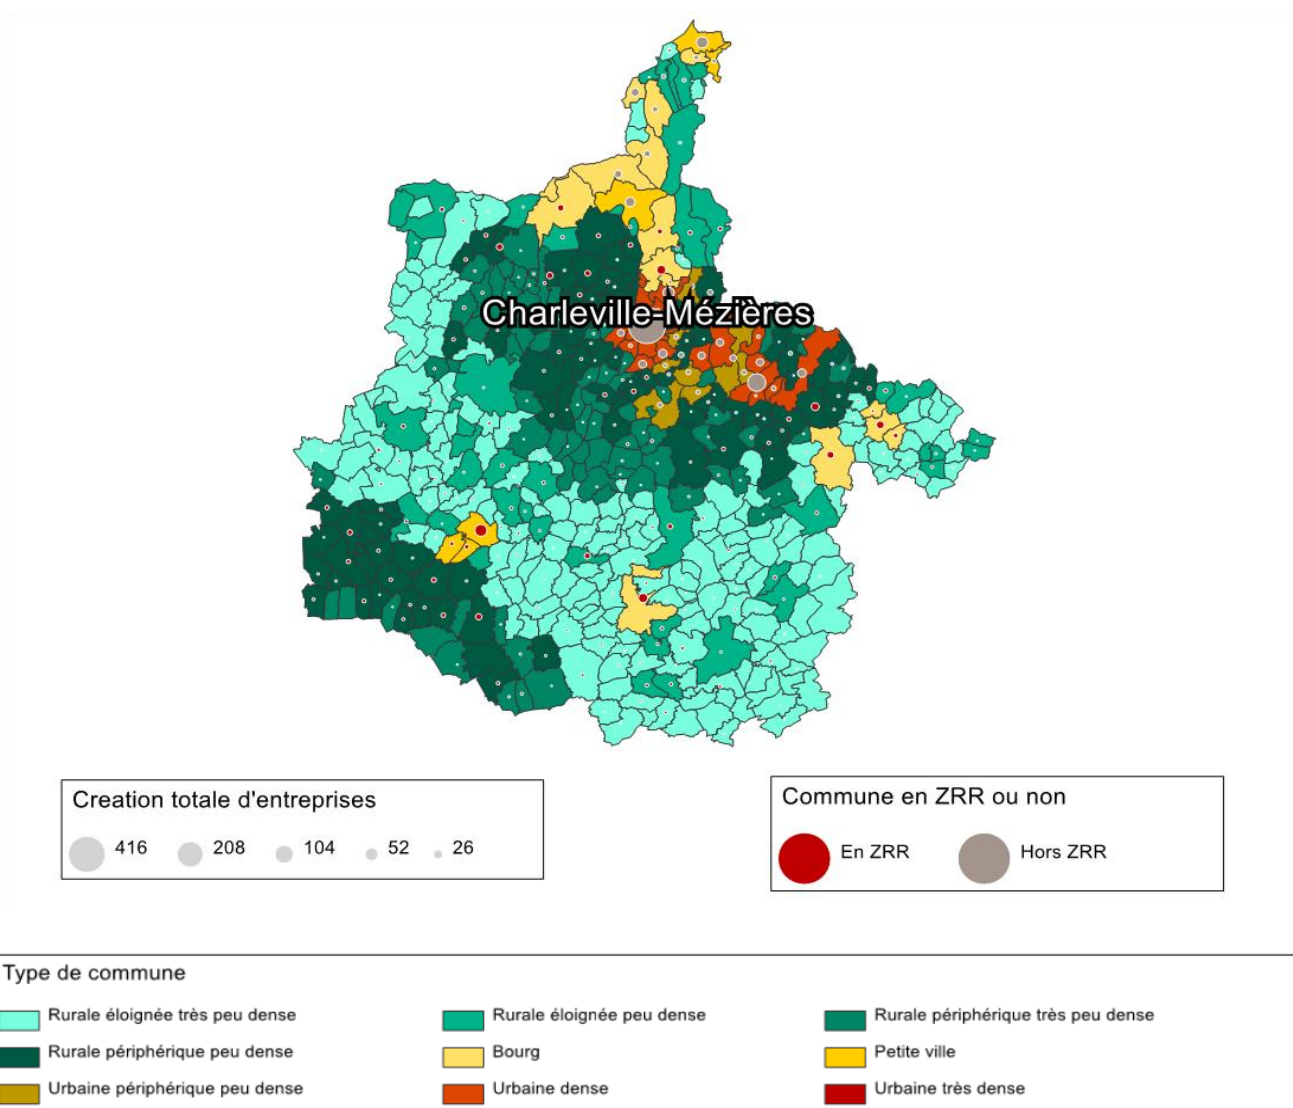 Charleville-Mézières
Creation totale d'entreprises
416 208 104 52 26
Commune en ZRR ou non
En ZRR Hors ZRR
Type de commune
Rurale éloignée très peu dense Rurale éloignée peu dense Rurale périphérique très peu dense
Rurale périphérique peu dense Bourg Petite ville
Urbaine périphérique peu dense Urbaine dense Urbaine très dense